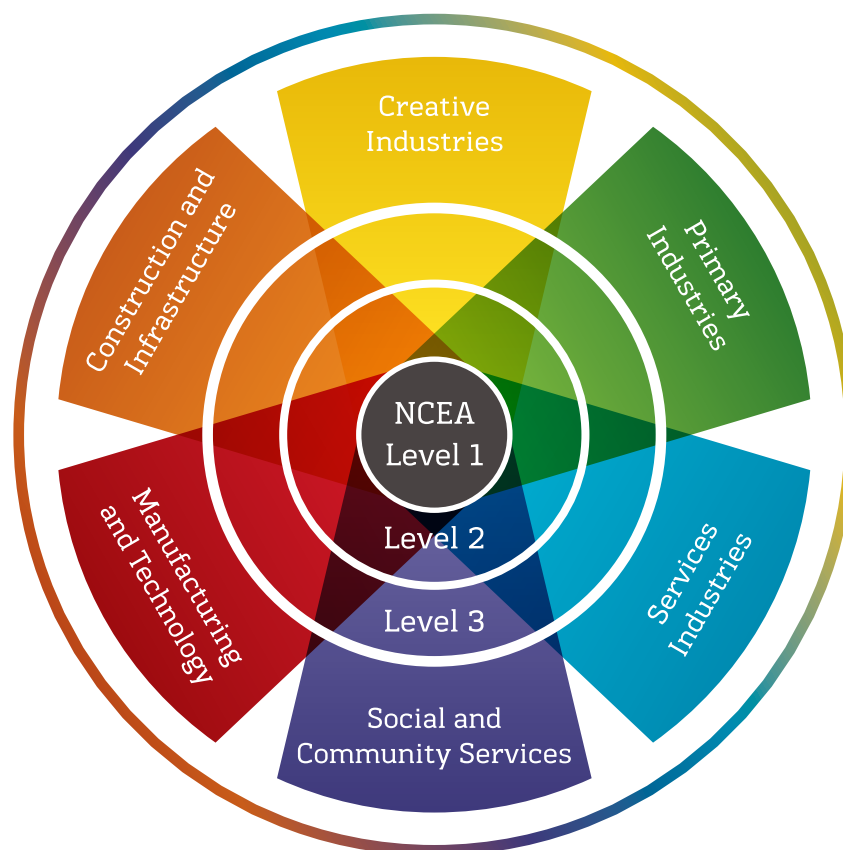 Creative
Industries
Primary
Industries
Services
Industries
Social and
Community Services
Manufacturing
and Technology
Construction and
Infrastructure
NCEA
Level 1
Level 2
Level 3